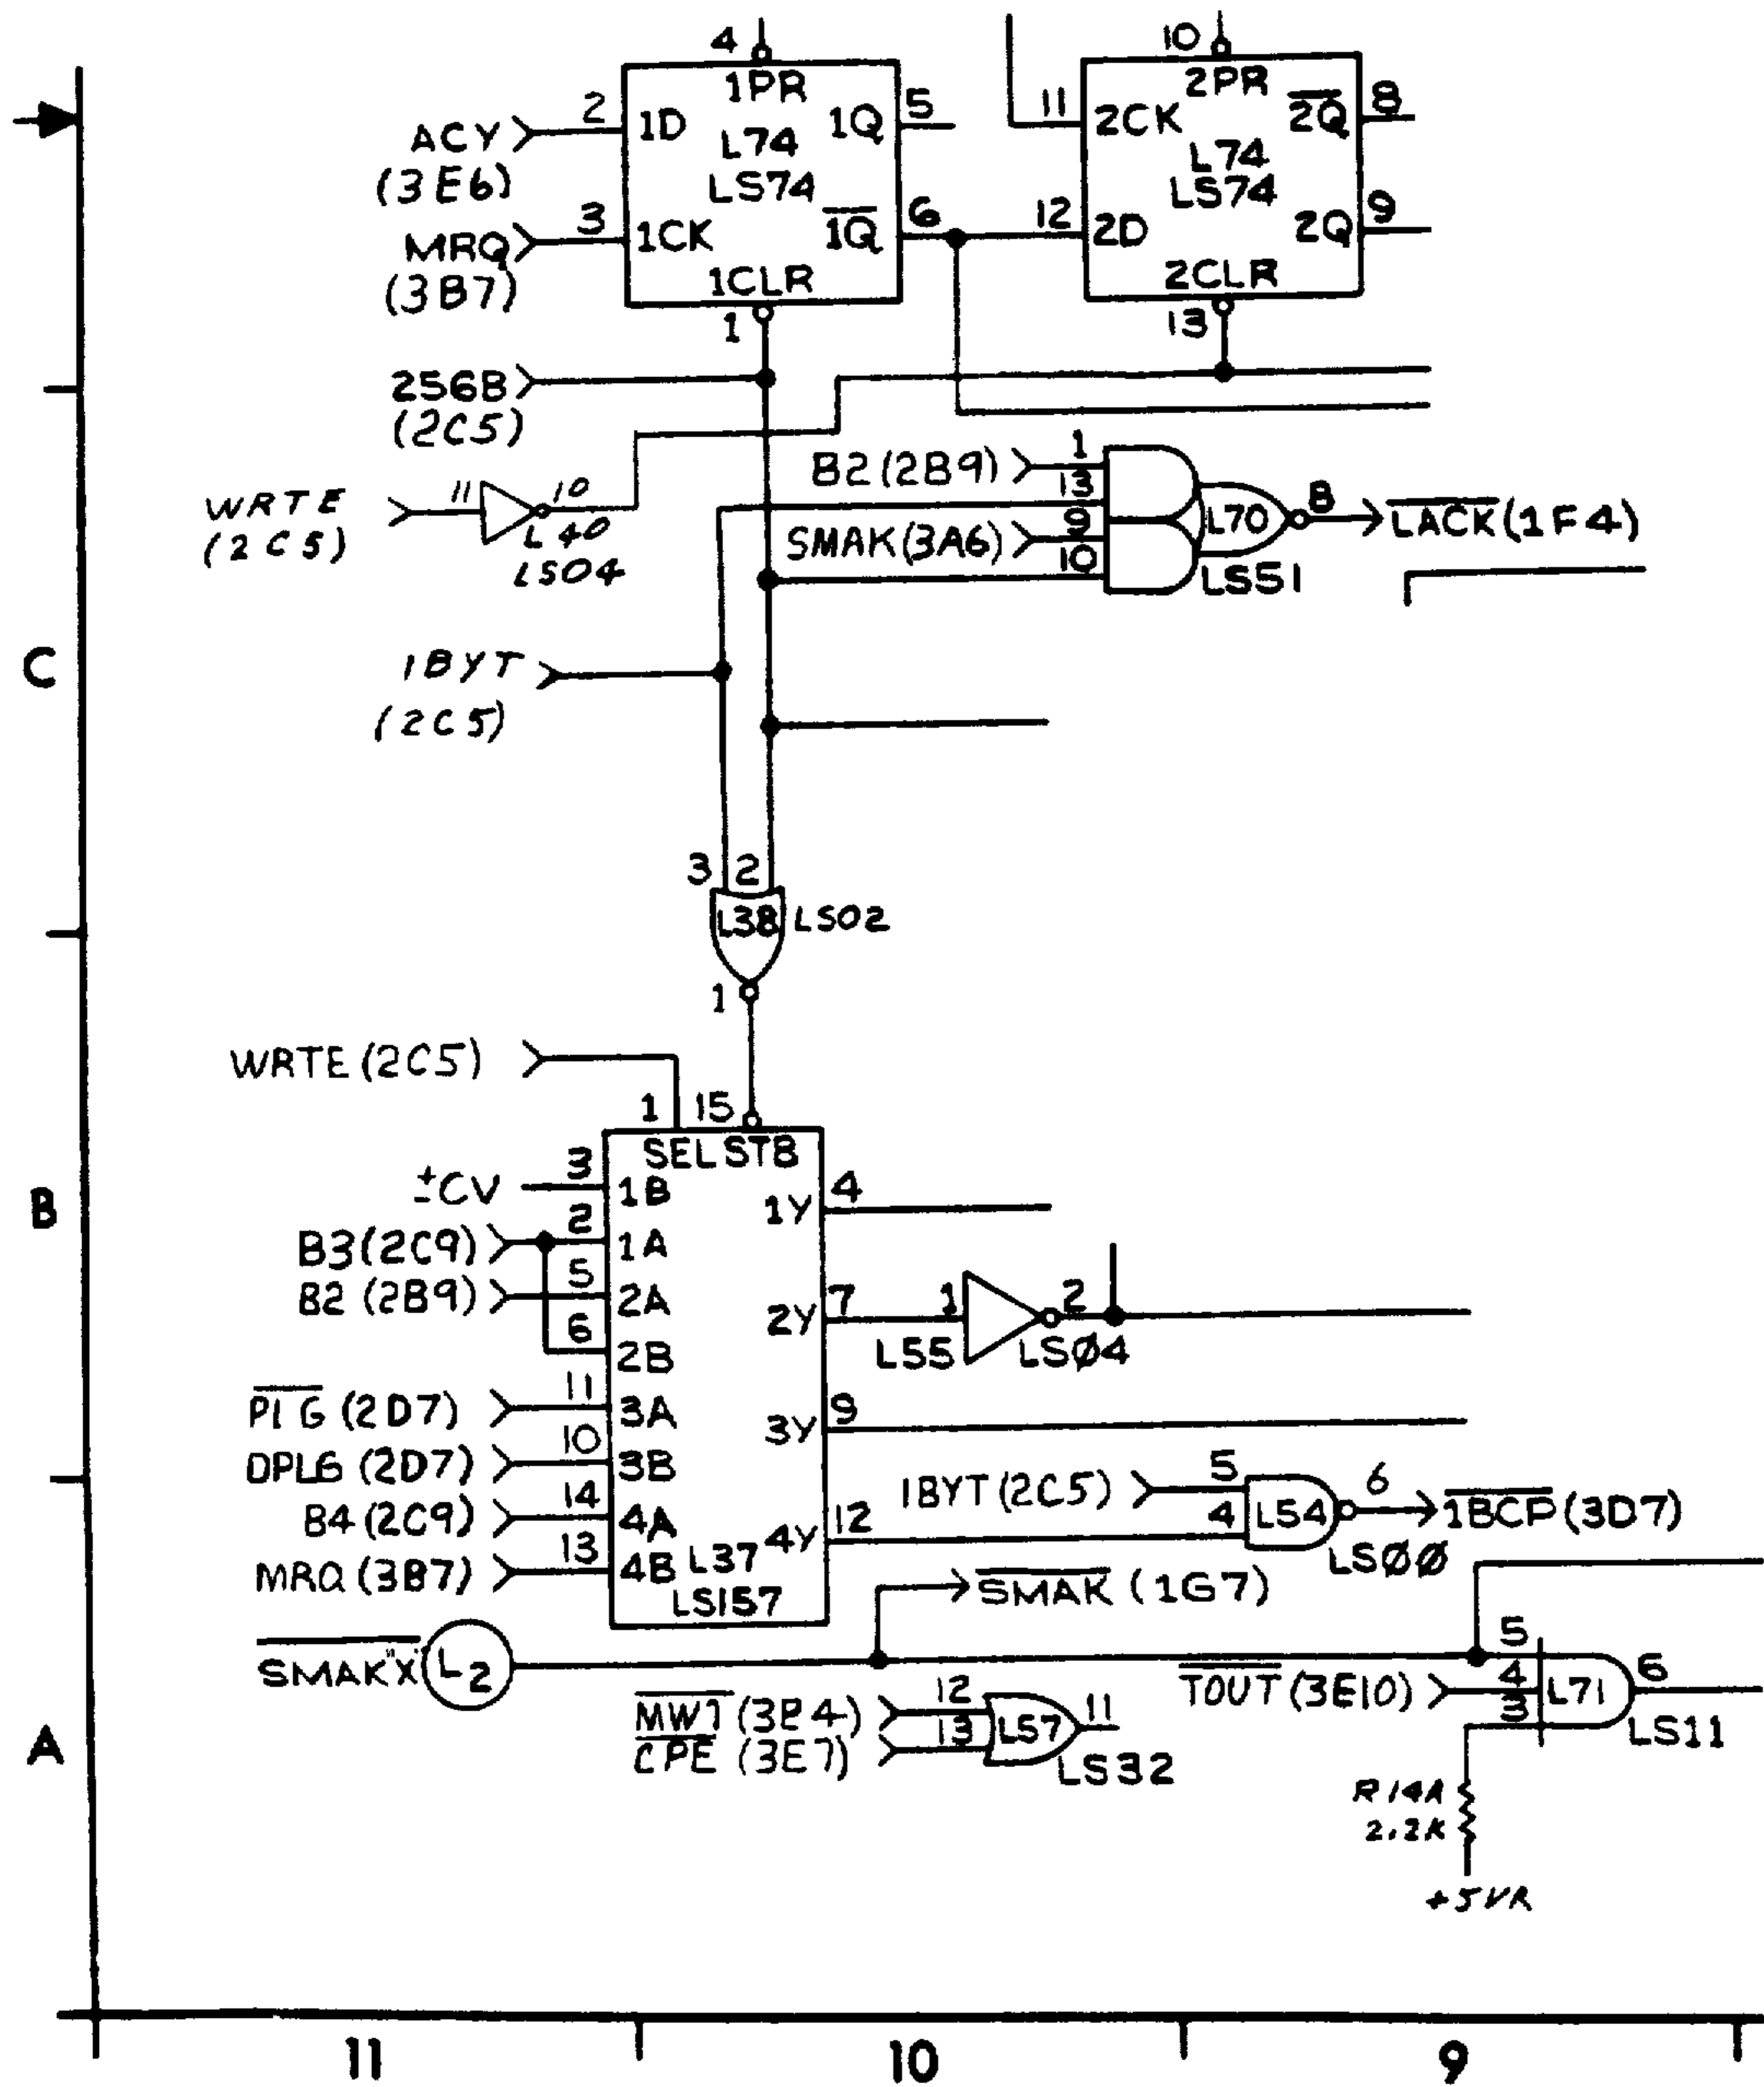 4 10
1PR 2PR
2 1D 1Q 5 11 2CK 2Q 8
ACY
(3E6)
L74
LS74
L74
LS74
3 1CK 1Q 6 12 2D 2Q 9
MRQ
(3B7)
1CLR 2CLR
1 13
256B
(2C5)
B2 (2B9) 1
13
WRTE
(2C5)
11 10
L40
LS04
SMAK (3A6) 9
10
L70 8 LACK (1F4)
LS51
C
1BYT
(2C5)
3 2
L38 LS02
1
WRTE (2C5)
1 15
SEL STB
±CV 3 1B 1Y 4
B
B3 (2C9) 2 1A
B2 (2B9) 5 2A 2Y 7 1 2
6 2B L55 LSØ4
11 3A 3Y 9
DPLG (2D7) 10 3B
1BYT (2C5) 5 6
B4 (2C9) 14 4A 4Y 12 4 L54 1BCP (3D7)
LSØØ
MRQ (3B7) 13 4B L37
LS157
SMAK (1G7)
SMAK"X" L2
5
TOUT (3E10) 4 L71 6
3 LS11
12 11
13 L57
CPE (3E7)
LS32
A
R14A
2.2K
+5VR
11 10 9